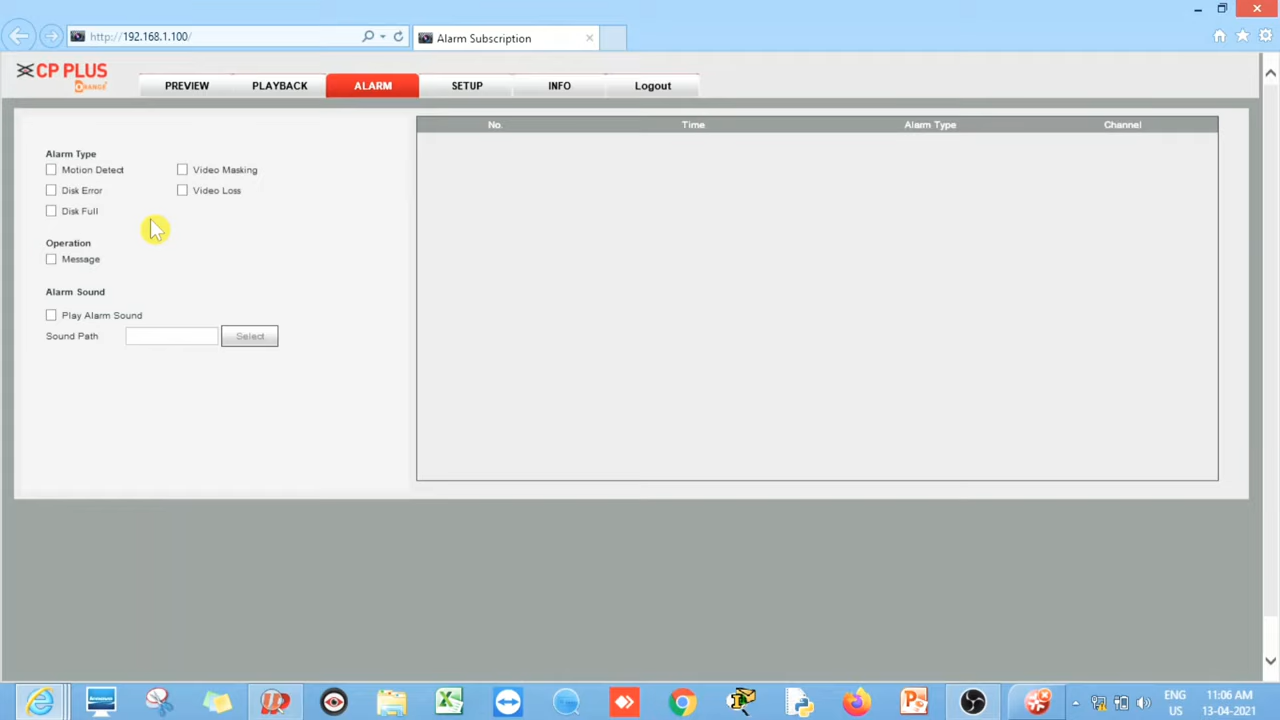 http://192.168.1.100/
Alarm Subscription
CP PLUS
ORANGE
PREVIEW
PLAYBACK
ALARM
SETUP
INFO
Logout
No.
Time
Alarm Type
Channel
Alarm Type
Motion Detect
Video Masking
Disk Error
Video Loss
Disk Full
Operation
Message
Alarm Sound
Play Alarm Sound
Sound Path
Select
ENG
11:06 AM
US
13-04-2021